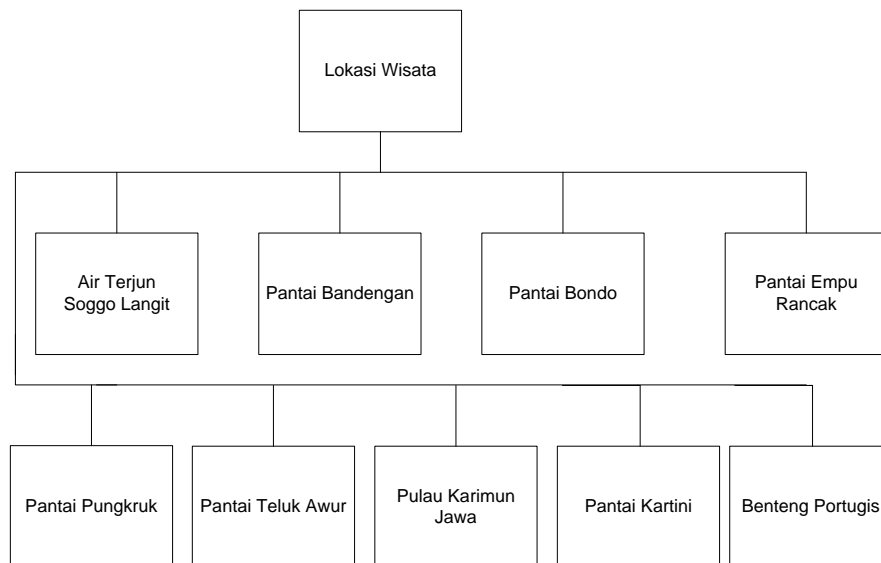 Lokasi Wisata
Air Terjun
Soggo Langit
Pantai Bandengan
Pantai Bondo
Pantai Empu
Rancak
Pantai Pungkruk
Pantai Teluk Awur
Pulau Karimun
Jawa
Pantai Kartini
Benteng Portugis